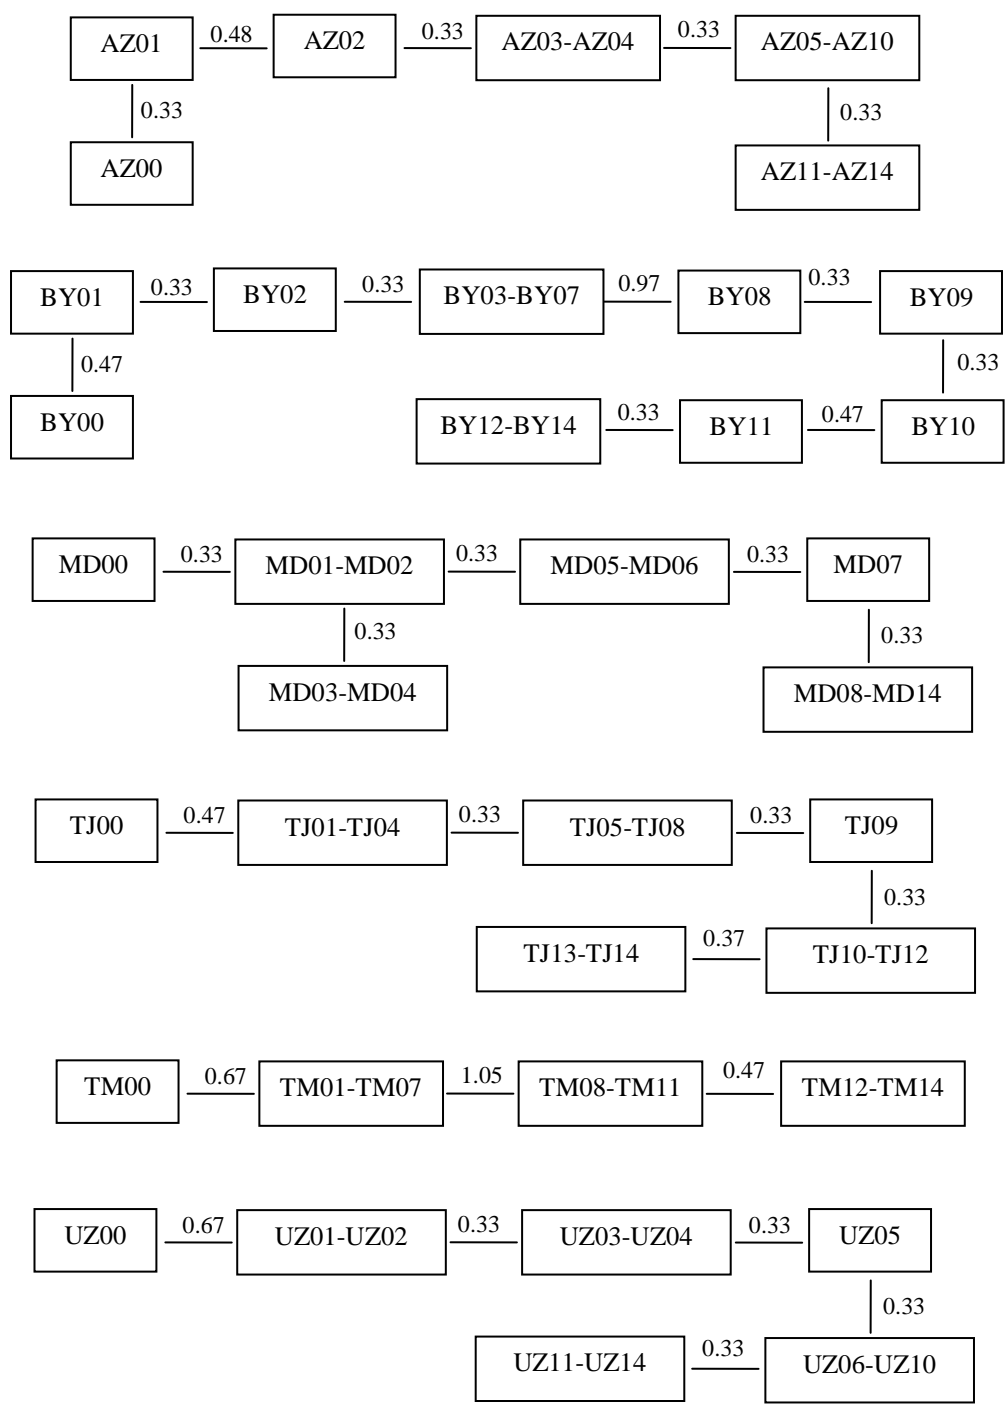 AZ01 0.48 AZ02 0.33 AZ03-AZ04 0.33 AZ05-AZ10
0.33 0.33
AZ00 AZ11-AZ14
BY01 0.33 BY02 0.33 BY03-BY07 0.97 BY08 0.33 BY09
0.47 0.33
BY00 BY12-BY14 0.33 BY11 0.47 BY10
MD00 0.33 MD01-MD02 0.33 MD05-MD06 0.33 MD07
0.33 0.33
MD03-MD04 MD08-MD14
TJ00 0.47 TJ01-TJ04 0.33 TJ05-TJ08 0.33 TJ09
0.33
TJ13-TJ14 0.37 TJ10-TJ12
TM00 0.67 TM01-TM07 1.05 TM08-TM11 0.47 TM12-TM14
UZ00 0.67 UZ01-UZ02 0.33 UZ03-UZ04 0.33 UZ05
0.33
UZ11-UZ14 0.33 UZ06-UZ10